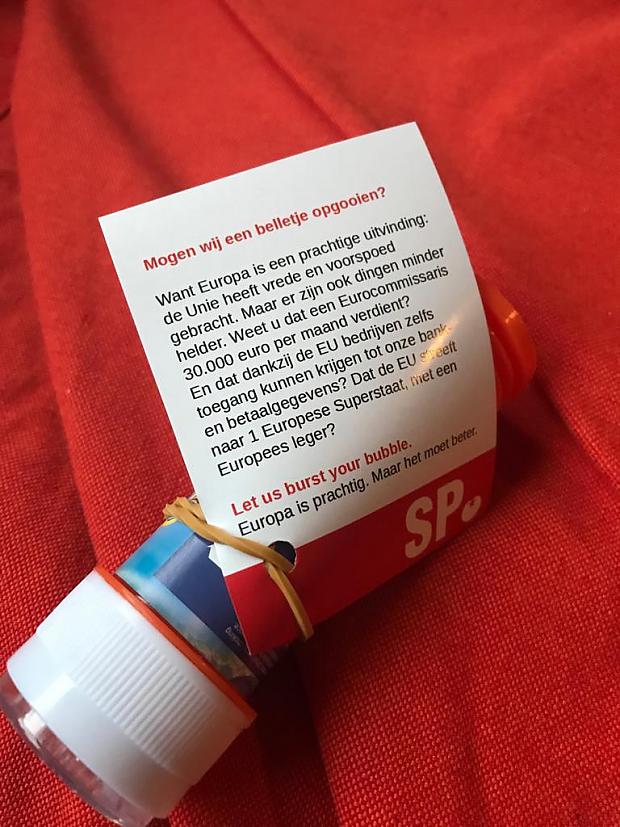 Mogen wij een belletje opgooien?
Want Europa is een prachtige uitvinding:
de Unie heeft vrede en voorspoed
gebracht. Maar er zijn ook dingen minder
helder. Weet u dat een Eurocommissaris
30.000 euro per maand verdient?
En dat dankzij de EU bedrijven zelfs
toegang kunnen krijgen tot onze bank-
en betaalgegevens? Dat de EU streeft
naar 1 Europese Superstaat, met een
Europees leger?
Let us burst your bubble.
Europa is prachtig. Maar het moet beter.
SP.